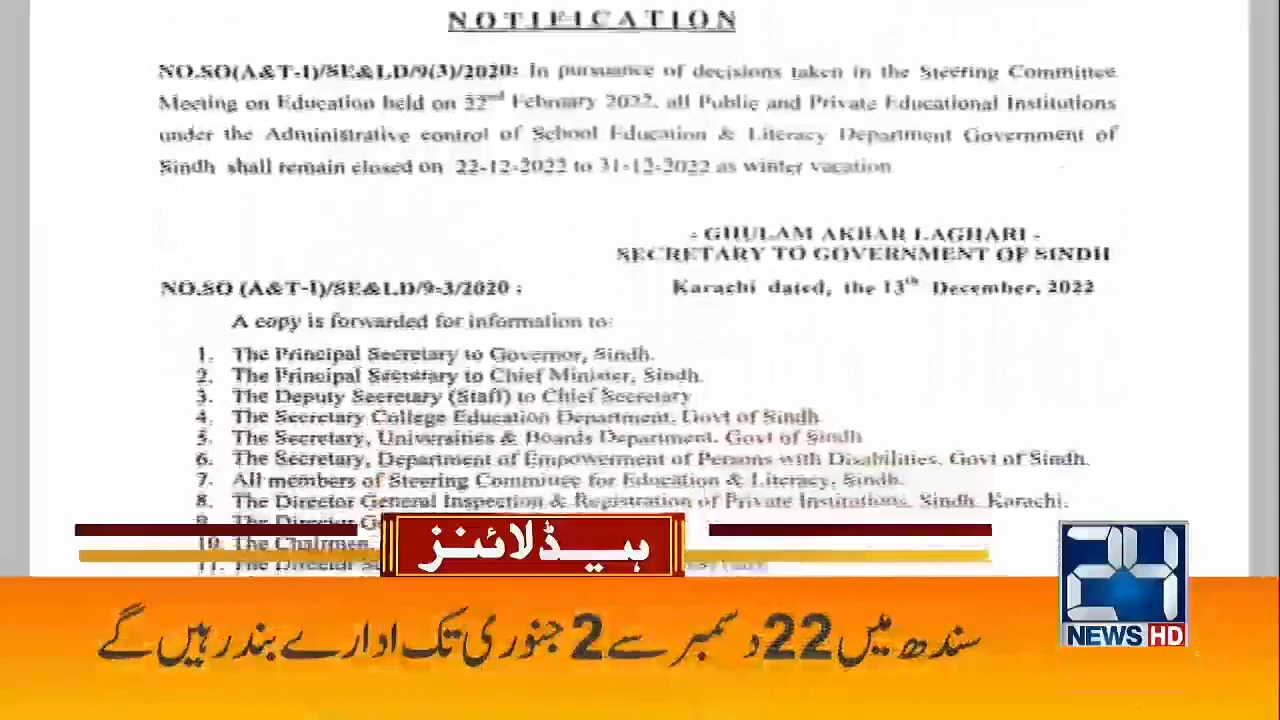 NOTIFICATION
NO.SO(A&T-I)/SE&LD/9(3)/2020: In pursuance of decisions taken in the Steering Committee
Meeting on Education held on 22nd February 2022, all Public and Private Educational Institutions
under the Administrative control of School Education & Literacy Department Government of
Sindh shall remain closed on 22-12-2022 to 31-12-2022 as winter vacation
- GHULAM AKBAR LAGHARI -
SECRETARY TO GOVERNMENT OF SINDH
NO.SO (A&T-I)/SE&LD/9-3/2020 : Karachi dated, the 13th December, 2022
A copy is forwarded for information to:
1. The Principal Secretary to Governor, Sindh.
2. The Principal Secretary to Chief Minister, Sindh.
3. The Deputy Secretary (Staff) to Chief Secretary
4. The Secretary College Education Department, Govt of Sindh
5. The Secretary, Universities & Boards Department, Govt of Sindh
6. The Secretary, Department of Empowerment of Persons with Disabilities, Govt of Sindh.
7. All members of Steering Committee for Education & Literacy, Sindh.
8. The Director General Inspection & Registration of Private Institutions, Sindh, Karachi.
9. The Director
10. The Chairmen,
11. The Director
ہیڈلائنز
سندھ میں 22 دسمبر سے 2 جنوری تک ادارے بند رہیں گے
24
NEWS HD